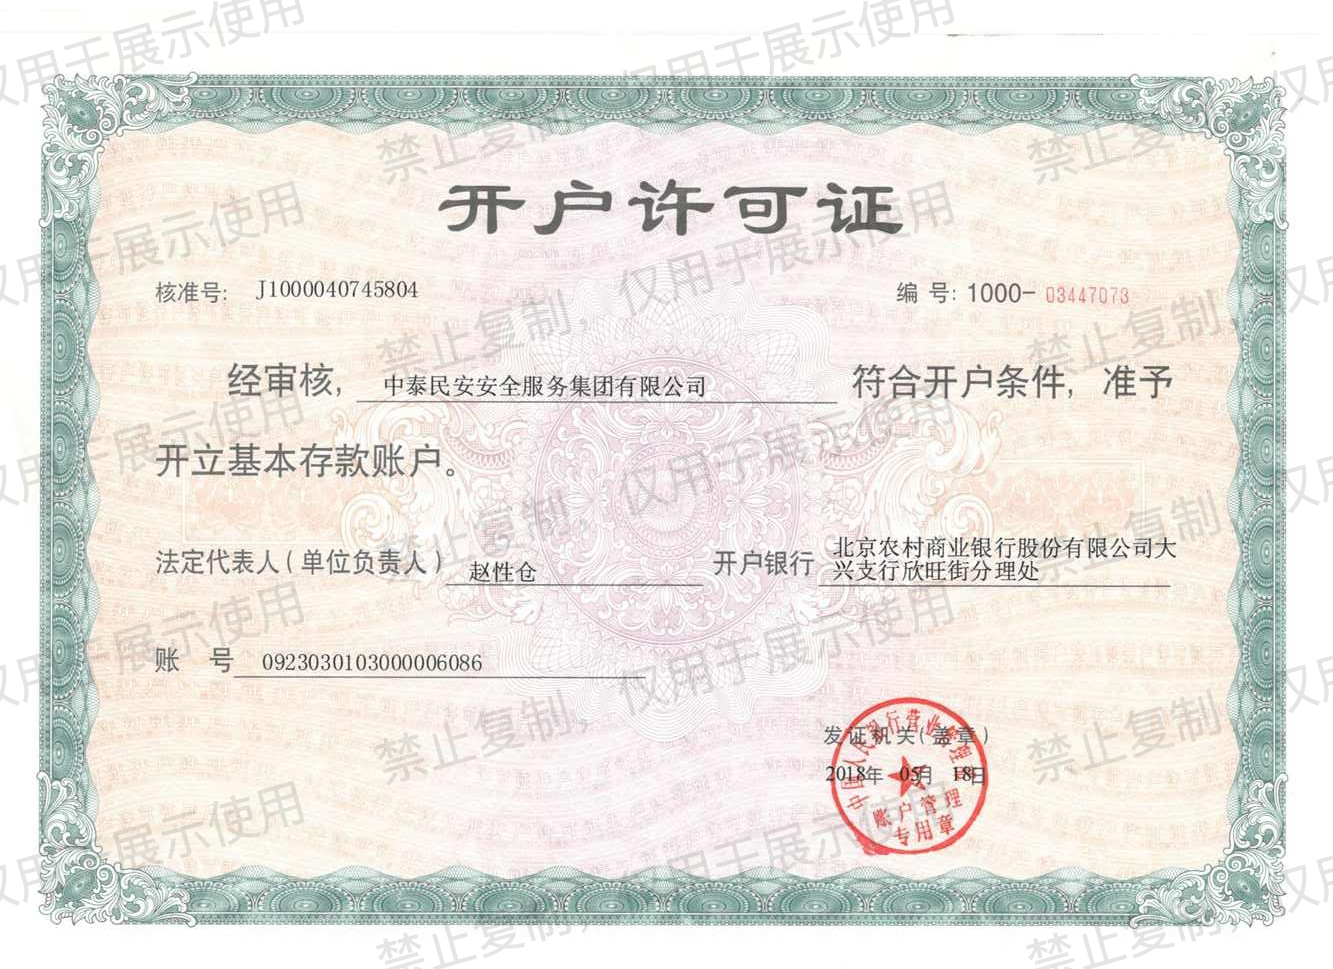 开户许可证
核准号: J1000040745804
编 号: 1000- 03447073
经审核, 中泰民安安全服务集团有限公司 符合开户条件, 准予
开立基本存款账户。
法定代表人(单位负责人) 赵性仓 开户银行 北京农村商业银行股份有限公司大
兴支行欣旺街分理处
账 号 0923030103000006086
发证机关(盖章)
2018年 05月 18日
中国人民银行营业管理部
账户管理
专用章
仅用于展示使用
禁止复制,